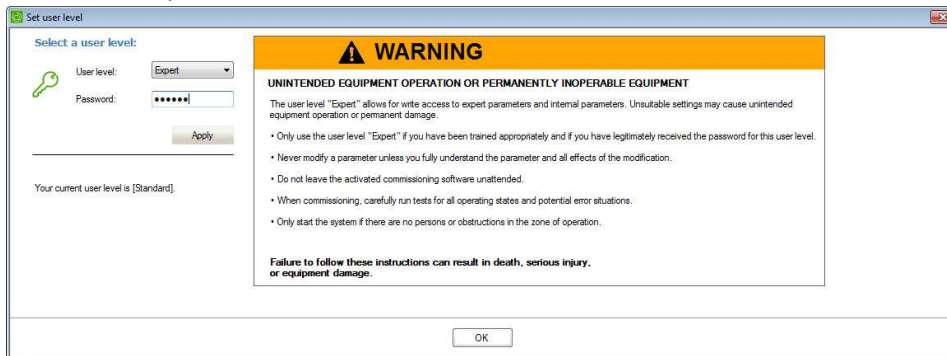 Set user level
Select a user level:
User level: Expert
Password: ••••••
Apply
Your current user level is [Standard].
WARNING
UNINTENDED EQUIPMENT OPERATION OR PERMANENTLY INOPERABLE EQUIPMENT
The user level "Expert" allows for write access to expert parameters and internal parameters. Unsuitable settings may cause unintended
equipment operation or permanent damage.
• Only use the user level "Expert" if you have been trained appropriately and if you have legitimately received the password for this user level.
• Never modify a parameter unless you fully understand the parameter and all effects of the modification.
• Do not leave the activated commissioning software unattended.
• When commissioning, carefully run tests for all operating states and potential error situations.
• Only start the system if there are no persons or obstructions in the zone of operation.
Failure to follow these instructions can result in death, serious injury,
or equipment damage.
OK